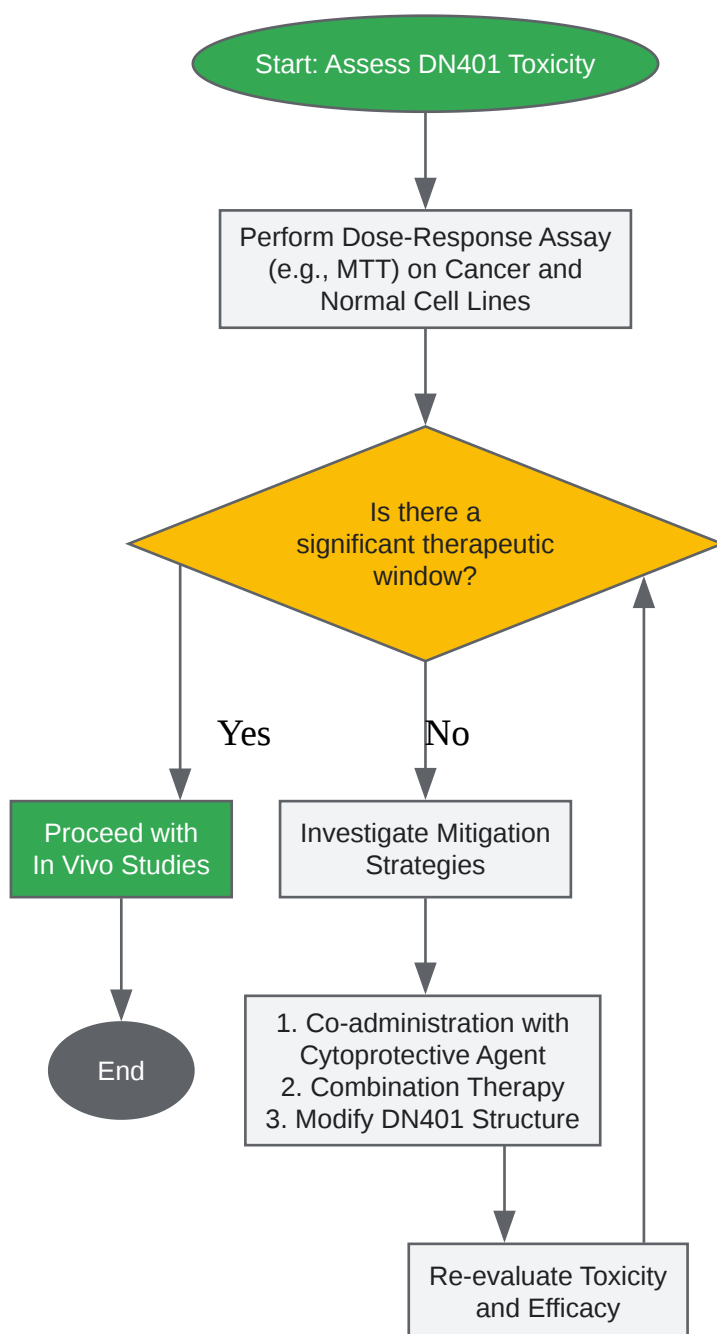 Start: Assess DN401 Toxicity
Perform Dose-Response Assay
(e.g., MTT) on Cancer and
Normal Cell Lines
Is there a
significant therapeutic
window?
Yes
No
Proceed with
In Vivo Studies
Investigate Mitigation
Strategies
End
1. Co-administration with
Cytoprotective Agent
2. Combination Therapy
3. Modify DN401 Structure
Re-evaluate Toxicity
and Efficacy